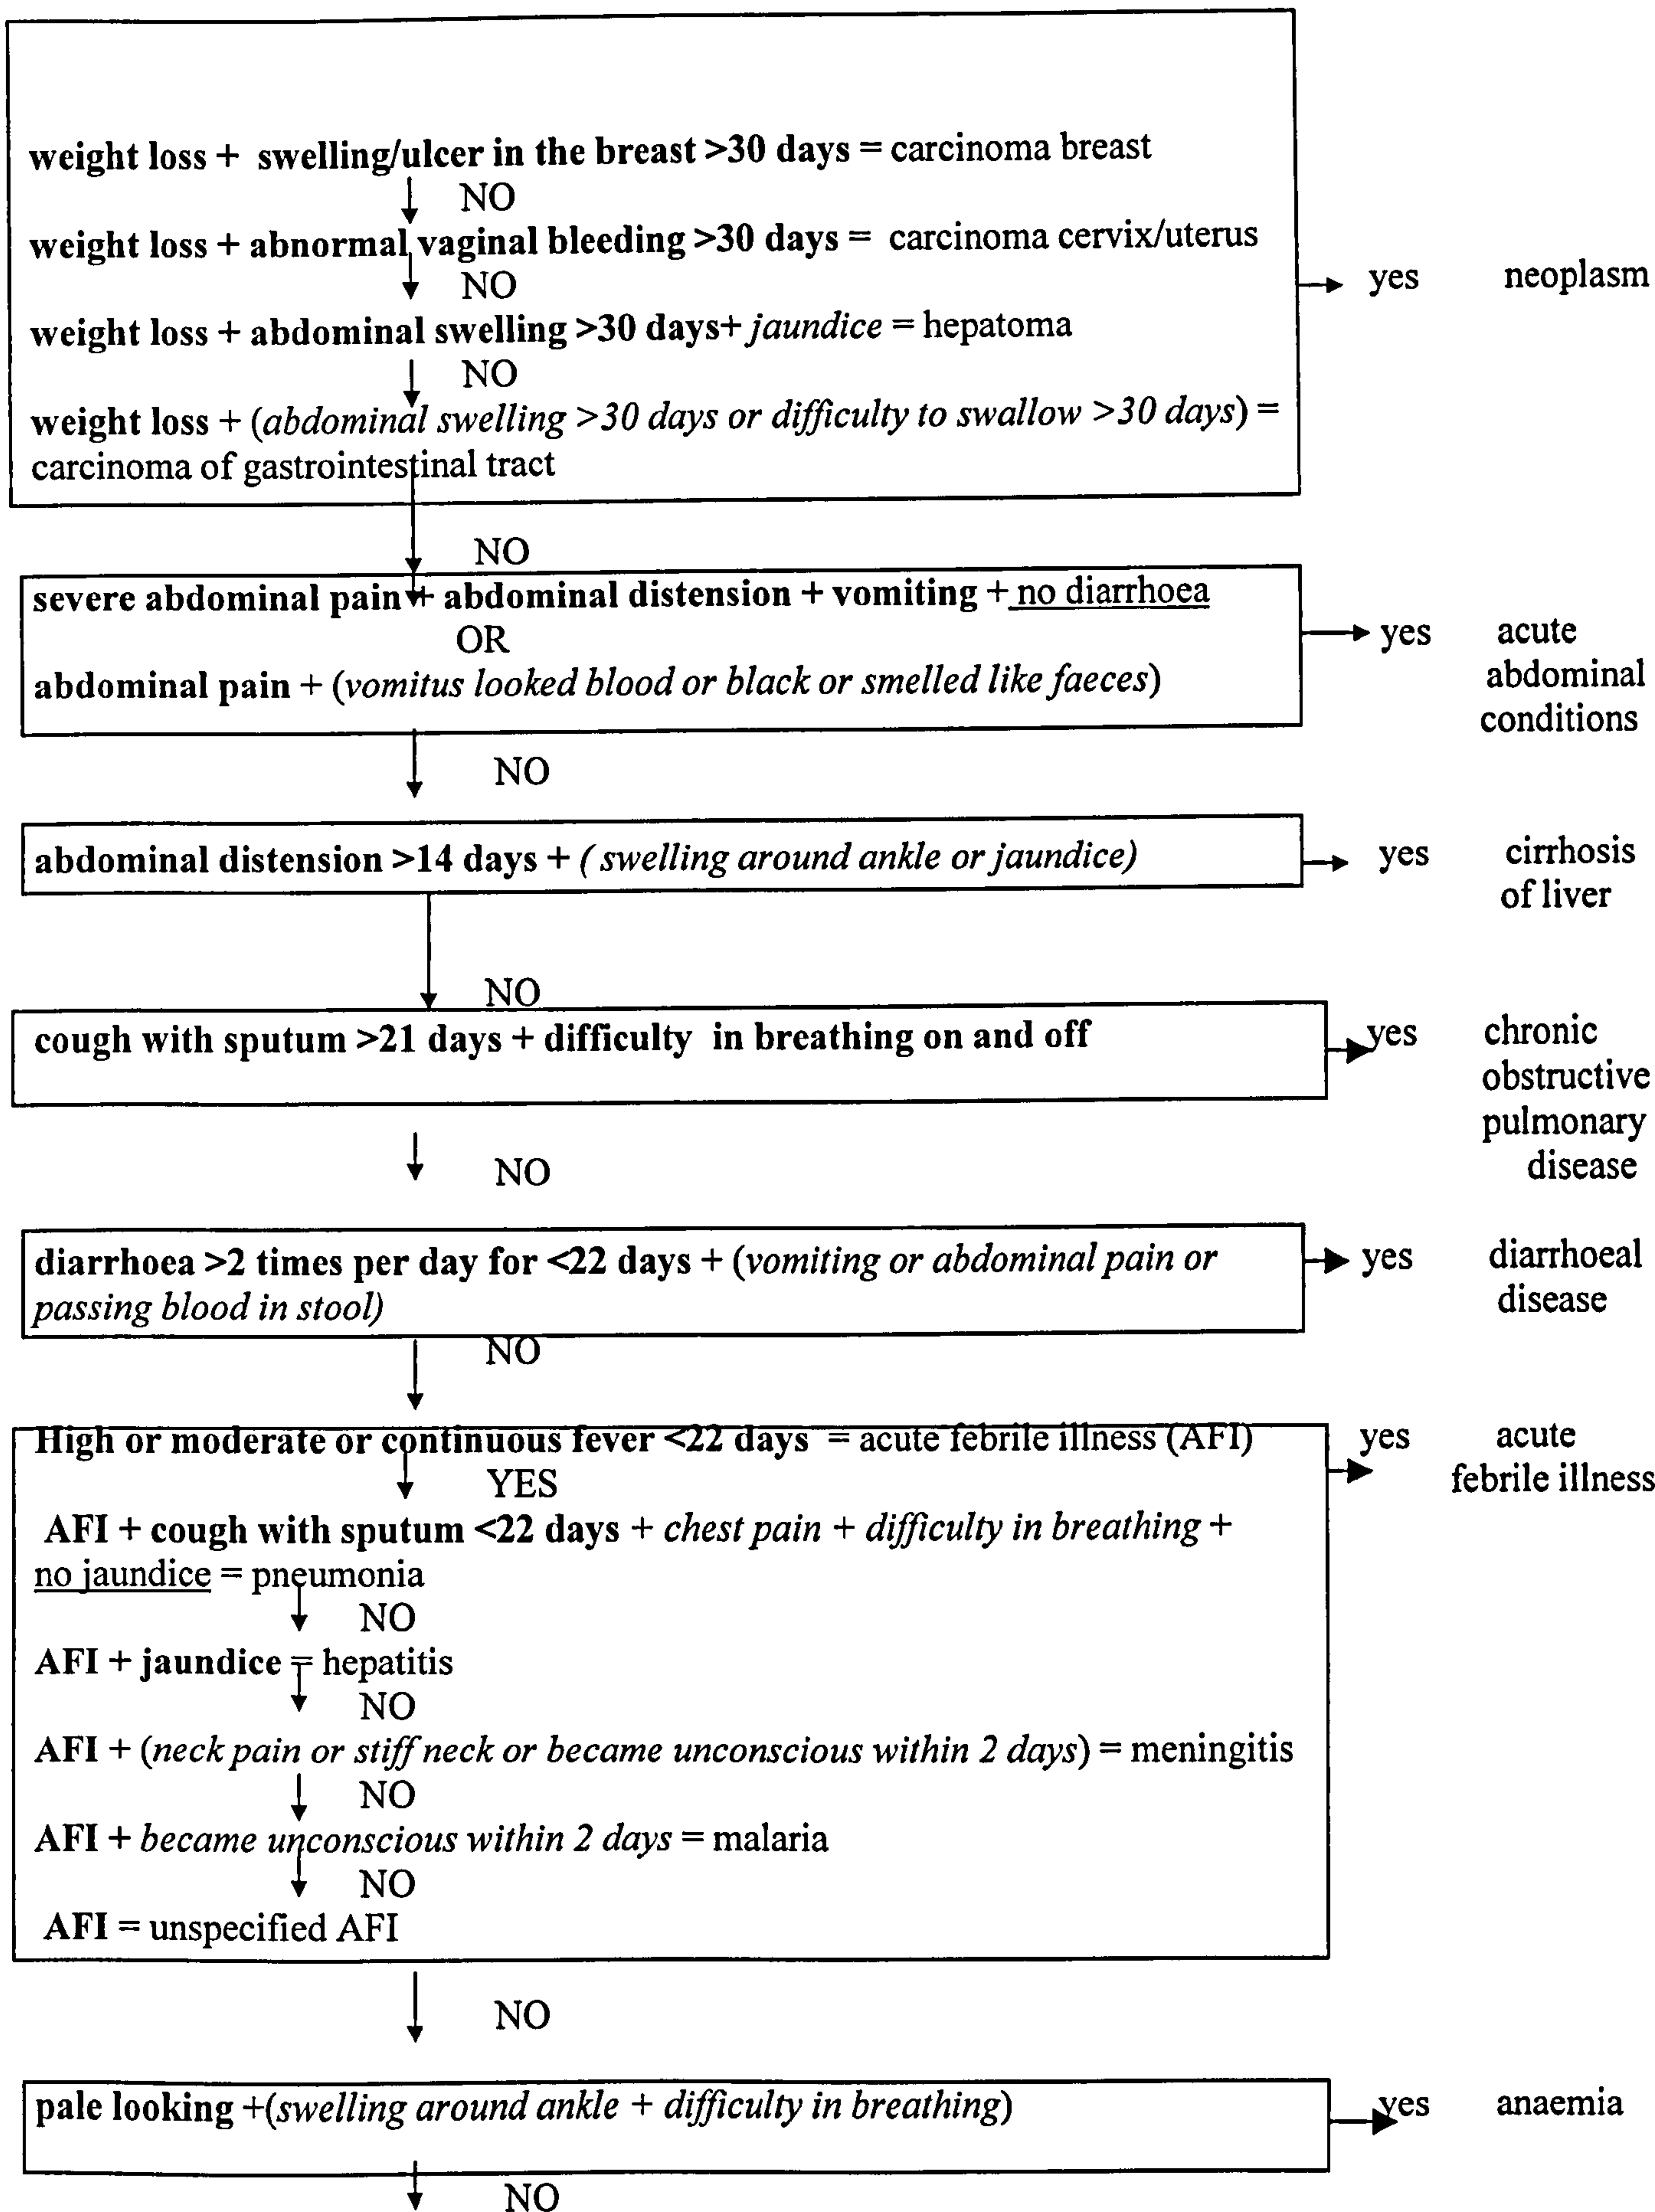 weight loss + swelling/ulcer in the breast >30 days = carcinoma breast
NO
weight loss + abnormal vaginal bleeding >30 days = carcinoma cervix/uterus
NO
yes neoplasm
weight loss + abdominal swelling >30 days+ jaundice = hepatoma
NO
weight loss + (abdominal swelling >30 days or difficulty to swallow >30 days) =
carcinoma of gastrointestinal tract
NO
severe abdominal pain + abdominal distension + vomiting + no diarrhoea
OR
abdominal pain + (vomitus looked blood or black or smelled like faeces)
yes acute
abdominal
conditions
NO
abdominal distension >14 days + ( swelling around ankle or jaundice)
yes cirrhosis
of liver
NO
cough with sputum >21 days + difficulty in breathing on and off
yes chronic
obstructive
pulmonary
disease
NO
diarrhoea >2 times per day for <22 days + (vomiting or abdominal pain or
passing blood in stool)
yes diarrhoeal
disease
NO
High or moderate or continuous fever <22 days = acute febrile illness (AFI)
yes acute
febrile illness
YES
AFI + cough with sputum <22 days + chest pain + difficulty in breathing +
no jaundice = pneumonia
NO
AFI + jaundice = hepatitis
NO
AFI + (neck pain or stiff neck or became unconscious within 2 days) = meningitis
NO
AFI + became unconscious within 2 days = malaria
NO
AFI = unspecified AFI
NO
pale looking +(swelling around ankle + difficulty in breathing)
yes anaemia
NO